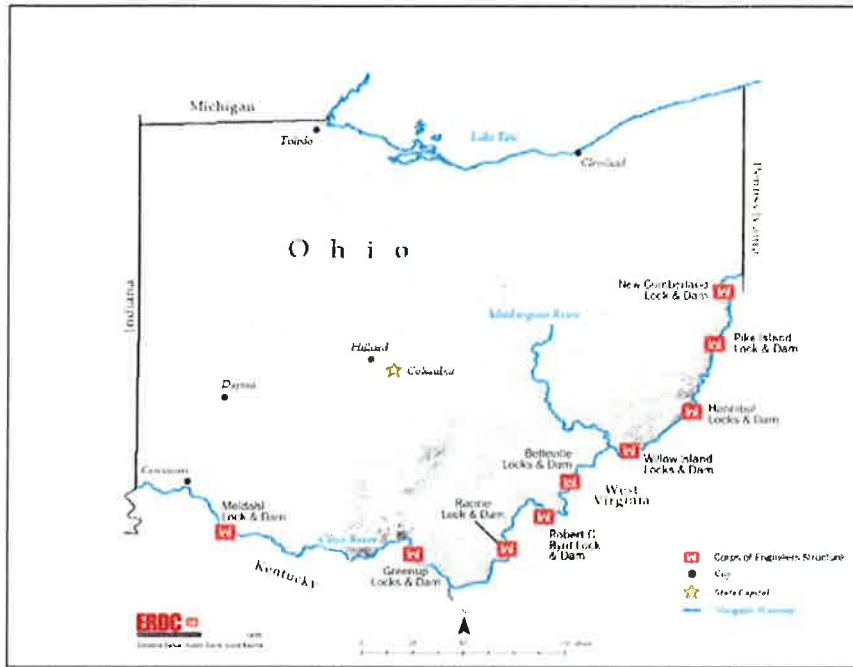 Michigan
Toledo
Lake Erie
Cleveland
Ohio
Indiana
New Cumberland
Lock & Dam
Muskingum River
Pike Island
Lock & Dam
Hilliard
Columbus
Dayton
Hannibal
Locks & Dam
Belleville
Locks & Dam
Willow Island
Locks & Dam
Cincinnati
West
Virginia
Meldahl
Lock & Dam
Racine
Lock & Dam
Robert C.
Byrd Lock
& Dam
Ohio River
Greenup
Locks & Dam
Kentucky
Corps of Engineers Structure
City
State Capital
ERDC